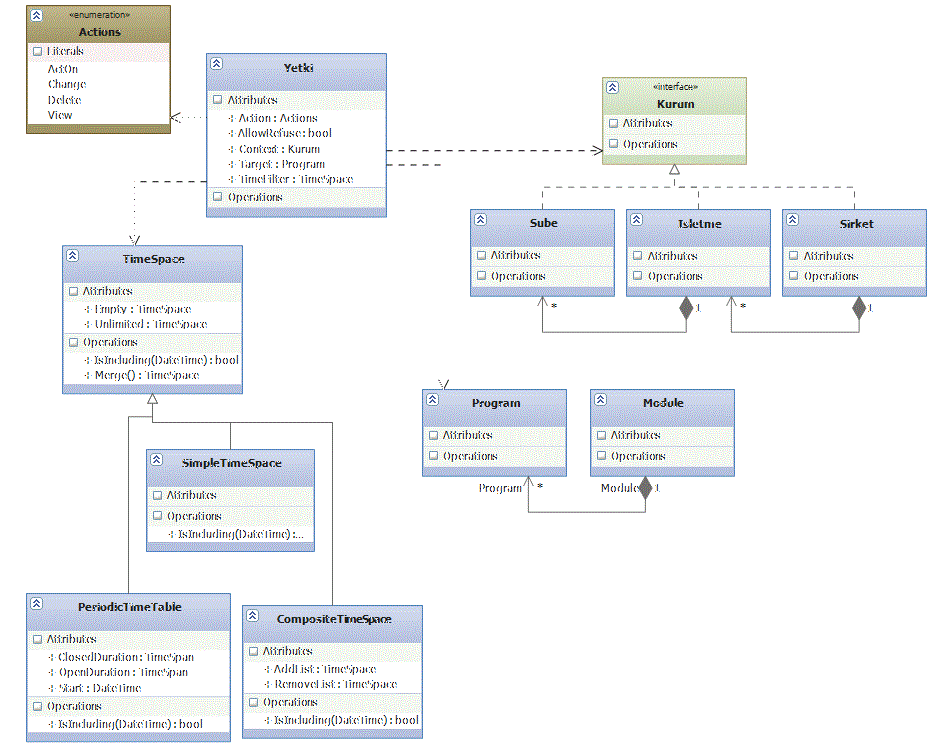 «enumeration»
Actions
Literals
ActOn
Change
Delete
View
Yetki
Attributes
+ Action : Actions
+ AllowRefuse : bool
+ Context : Kurum
+ Target : Program
+ TimeFilter : TimeSpace
Operations
«interface»
Kurum
Attributes
Operations
Sube
Attributes
Operations
Isletme
Attributes
Operations
Sirket
Attributes
Operations
*
1
*
1
TimeSpace
Attributes
+ Empty : TimeSpace
+ Unlimited : TimeSpace
Operations
+ IsIncluding(DateTime) : bool
+ Merge() : TimeSpace
Program
Attributes
Operations
Module
Attributes
Operations
Program
*
Module
1
SimpleTimeSpace
Attributes
Operations
+ IsIncluding(DateTime) :...
PeriodicTimeTable
Attributes
+ ClosedDuration : TimeSpan
+ OpenDuration : TimeSpan
+ Start : DateTime
Operations
+ IsIncluding(DateTime) : bool
CompositeTimeSpace
Attributes
+ AddList : TimeSpace
+ RemoveList : TimeSpace
Operations
+ IsIncluding(DateTime) : bool